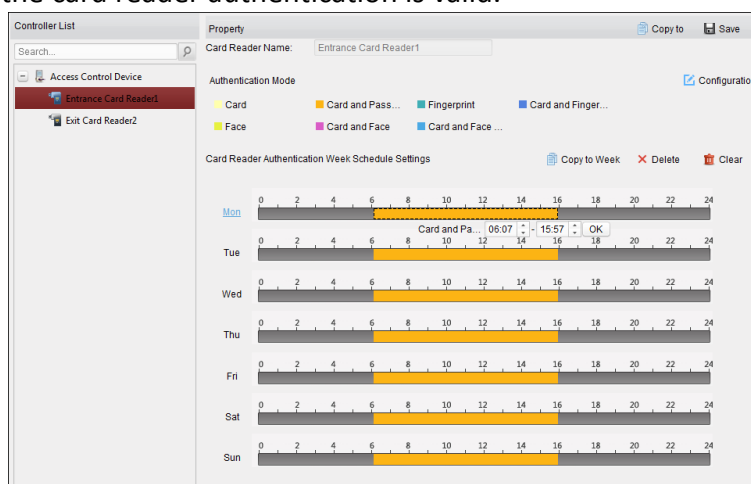 the card reader authentication is valid.
Controller List
Search...
Access Control Device
Entrance Card Reader1
Exit Card Reader2
Property
Copy to
Save
Card Reader Name: Entrance Card Reader1
Authentication Mode
Configuratio
Card
Card and Pass...
Fingerprint
Card and Finger...
Face
Card and Face
Card and Face ...
Card Reader Authentication Week Schedule Settings
Copy to Week
Delete
Clear
0 2 4 6 8 10 12 14 16 18 20 22 24
Mon
Card and Pa... 06:07 - 15:57 OK
0 2 4 6 8 10 12 14 16 18 20 22 24
Tue
0 2 4 6 8 10 12 14 16 18 20 22 24
Wed
0 2 4 6 8 10 12 14 16 18 20 22 24
Thu
0 2 4 6 8 10 12 14 16 18 20 22 24
Fri
0 2 4 6 8 10 12 14 16 18 20 22 24
Sat
0 2 4 6 8 10 12 14 16 18 20 22 24
Sun